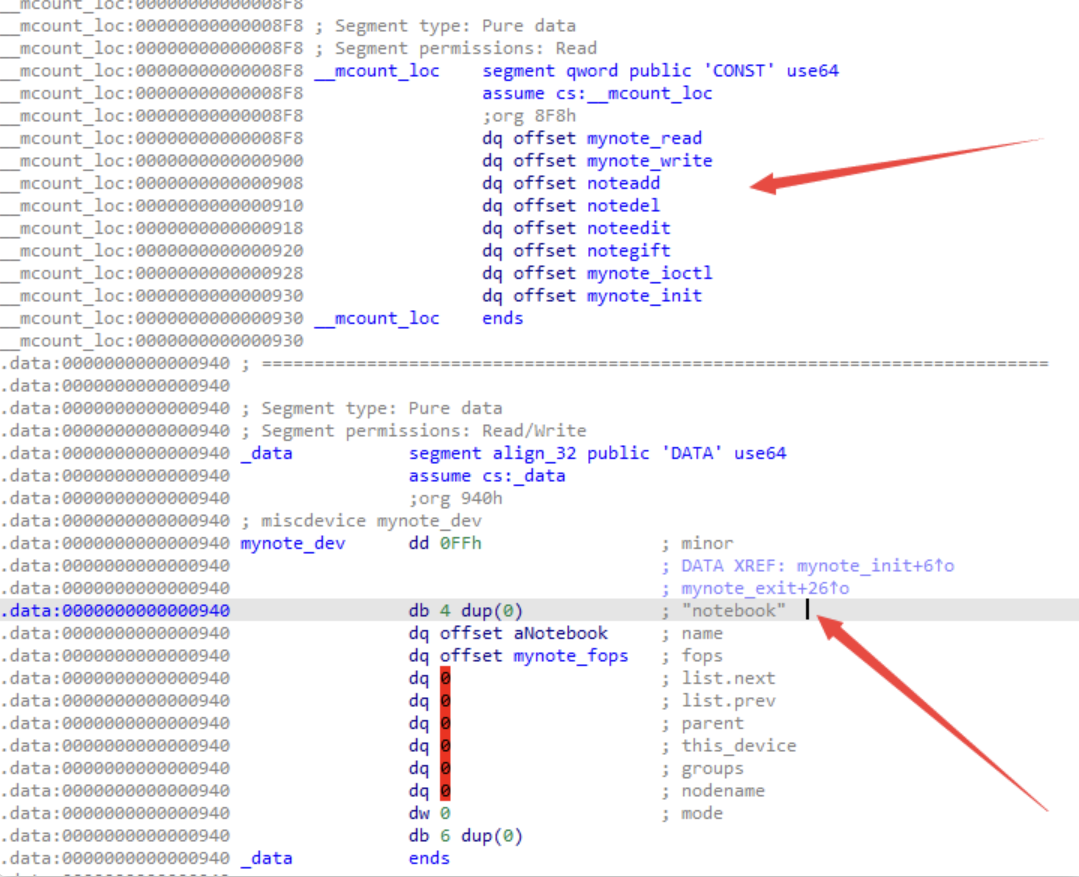 __mcount_loc:00000000000008F8
__mcount_loc:00000000000008F8 ; Segment type: Pure data
__mcount_loc:00000000000008F8 ; Segment permissions: Read
__mcount_loc:00000000000008F8 __mcount_loc segment qword public 'CONST' use64
__mcount_loc:00000000000008F8 assume cs:__mcount_loc
__mcount_loc:00000000000008F8 ;org 8F8h
__mcount_loc:00000000000008F8 dq offset mynote_read
__mcount_loc:0000000000000900 dq offset mynote_write
__mcount_loc:0000000000000908 dq offset noteadd
__mcount_loc:0000000000000910 dq offset notedel
__mcount_loc:0000000000000918 dq offset noteedit
__mcount_loc:0000000000000920 dq offset notegift
__mcount_loc:0000000000000928 dq offset mynote_ioctl
__mcount_loc:0000000000000930 dq offset mynote_init
__mcount_loc:0000000000000930 __mcount_loc ends
__mcount_loc:0000000000000930
.data:0000000000000940 ; ===========================================================================
.data:0000000000000940
.data:0000000000000940 ; Segment type: Pure data
.data:0000000000000940 ; Segment permissions: Read/Write
.data:0000000000000940 _data segment align_32 public 'DATA' use64
.data:0000000000000940 assume cs:_data
.data:0000000000000940 ;org 940h
.data:0000000000000940 ; miscdevice mynote_dev
.data:0000000000000940 mynote_dev dd 0FFh ; minor
.data:0000000000000940 ; DATA XREF: mynote_init+6↑o
.data:0000000000000940 ; mynote_exit+26↑o
.data:0000000000000940 db 4 dup(0) ; "notebook"
.data:0000000000000940 dq offset aNotebook ; name
.data:0000000000000940 dq offset mynote_fops ; fops
.data:0000000000000940 dq 0 ; list.next
.data:0000000000000940 dq 0 ; list.prev
.data:0000000000000940 dq 0 ; parent
.data:0000000000000940 dq 0 ; this_device
.data:0000000000000940 dq 0 ; groups
.data:0000000000000940 dq 0 ; nodename
.data:0000000000000940 dw 0 ; mode
.data:0000000000000940 db 6 dup(0)
.data:0000000000000940 _data ends